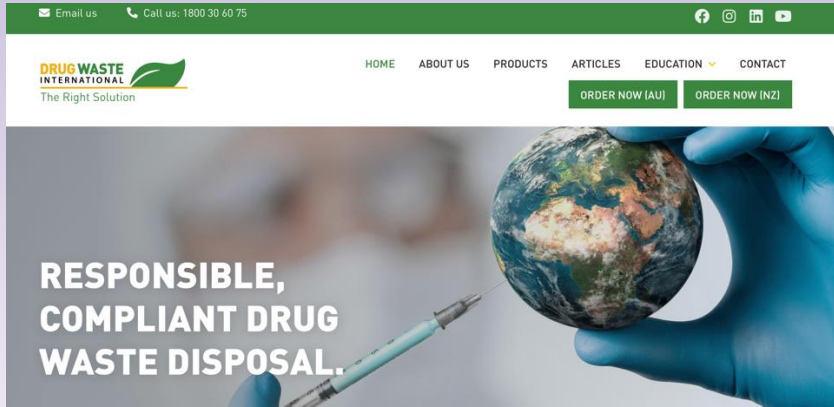 Email us
Call us: 1800 30 60 75
DRUG WASTE
INTERNATIONAL
The Right Solution
HOME ABOUT US PRODUCTS ARTICLES EDUCATION CONTACT
ORDER NOW (AU) ORDER NOW (NZ)
RESPONSIBLE,
COMPLIANT DRUG
WASTE DISPOSAL.